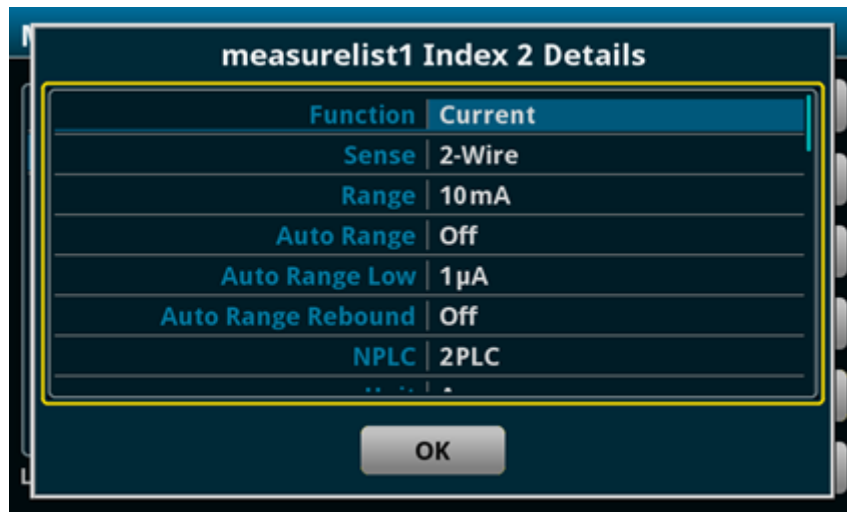 measurelist1 Index 2 Details
Function Current
Sense 2-Wire
Range 10mA
Auto Range Off
Auto Range Low 1µA
Auto Range Rebound Off
NPLC 2PLC
OK